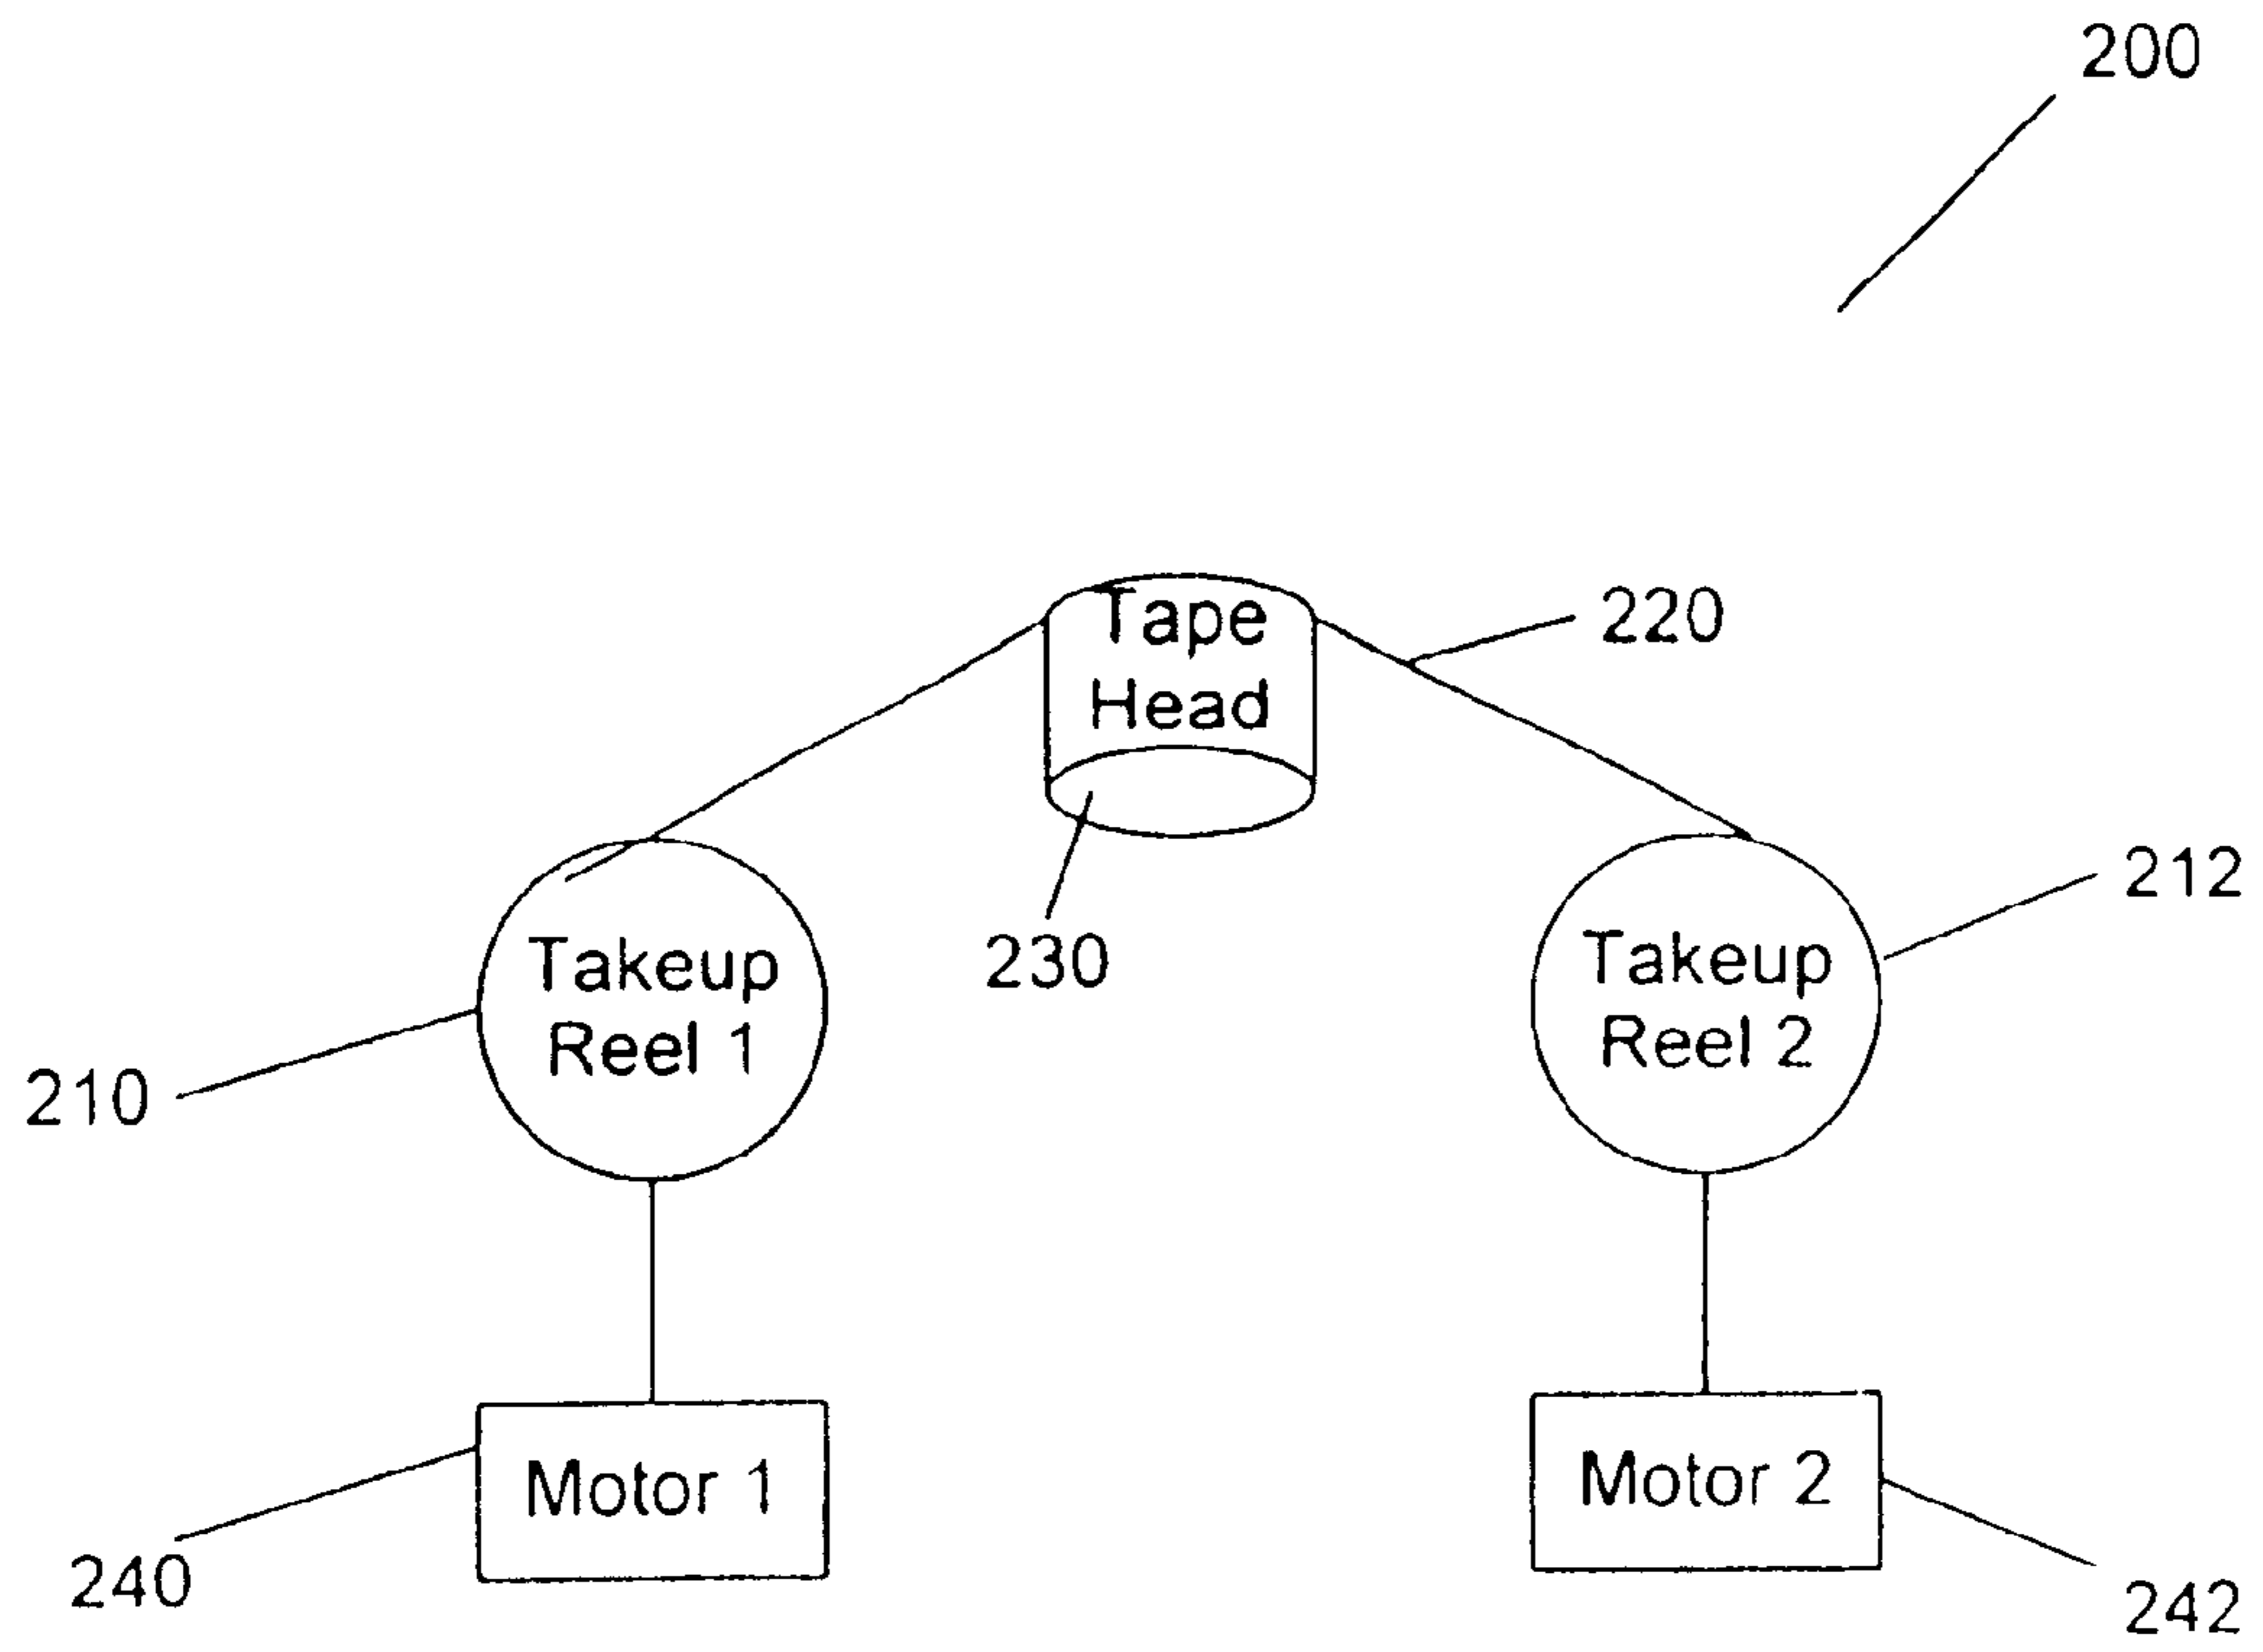 200
Tape
Head
220
212
230
Takeup
Reel 1
Takeup
Reel 2
210
Motor 1
Motor 2
240
242